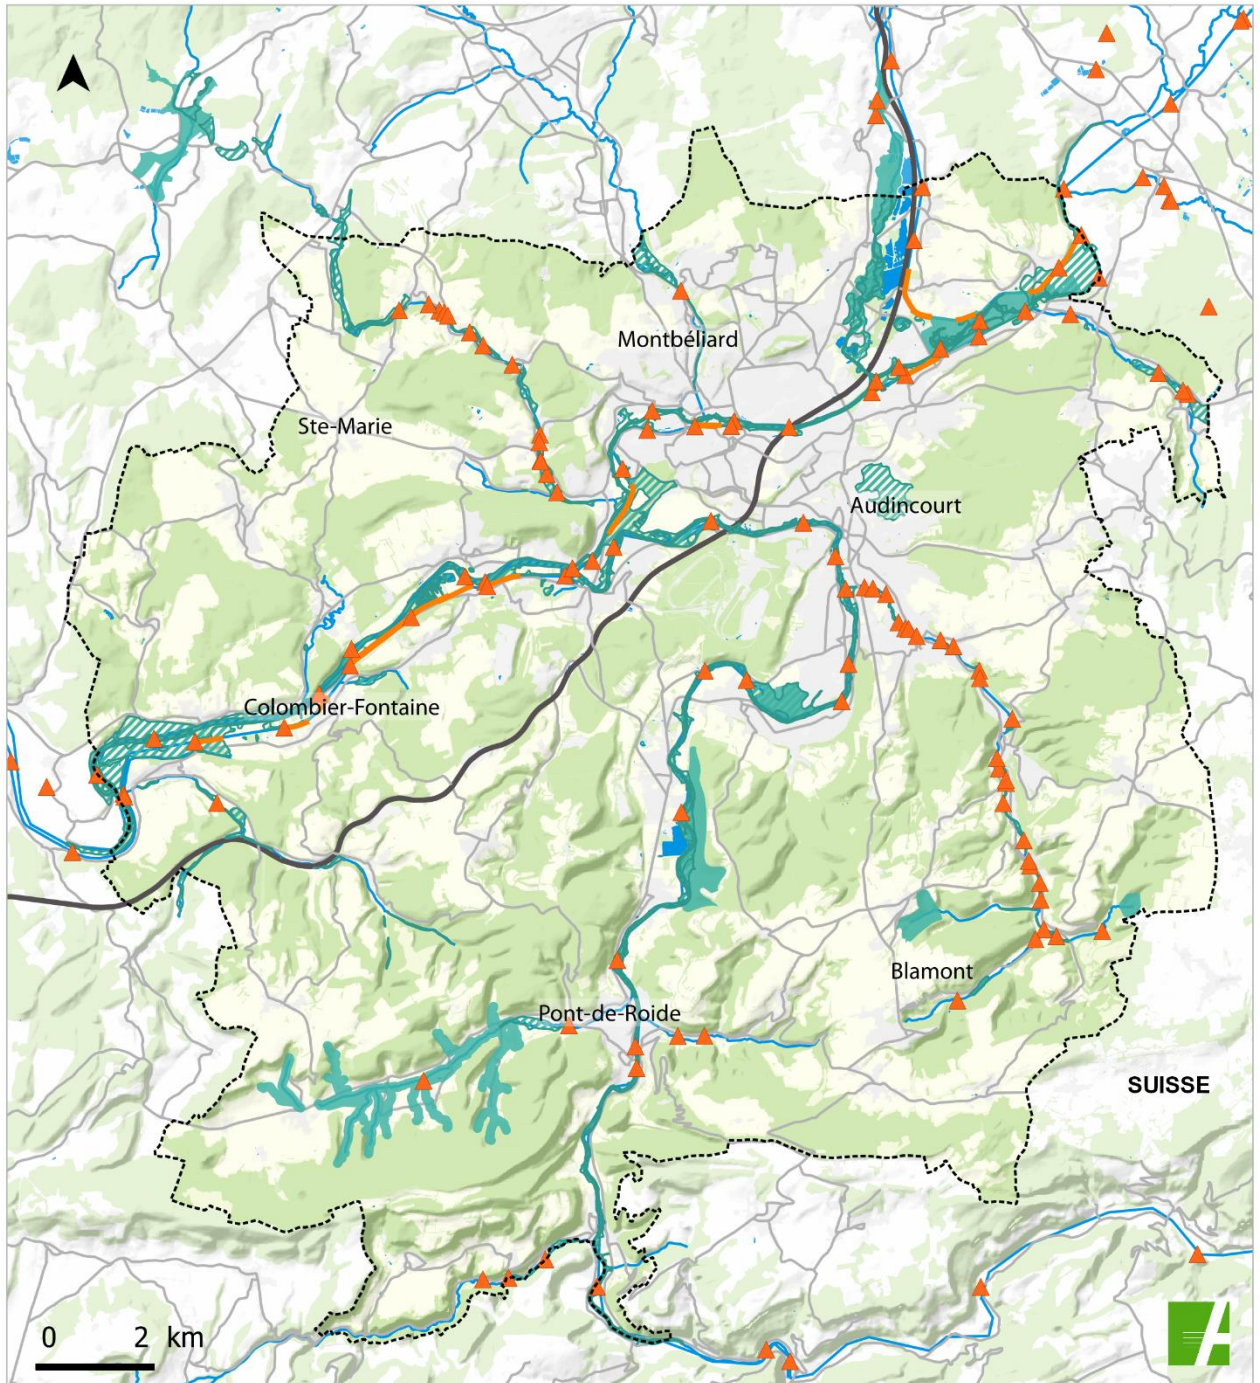 Montbéliard
Ste-Marie
Audincourt
Colombier-Fontaine
Blamont
Pont-de-Roide
SUISSE
0 2 km